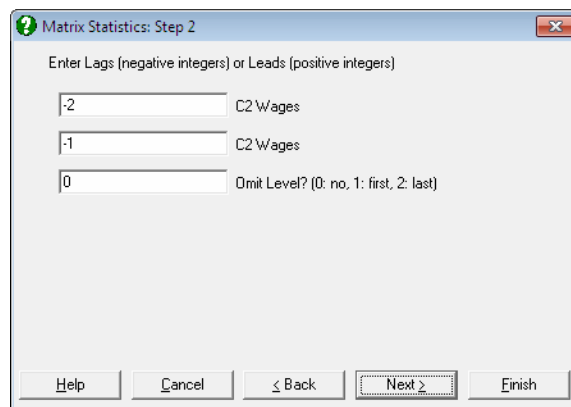 Matrix Statistics: Step 2
Enter Lags (negative integers) or Leads (positive integers)
-2 C2 Wages
-1 C2 Wages
0 Omit Level? (0: no, 1: first, 2: last)
Help Cancel < Back Next > Finish